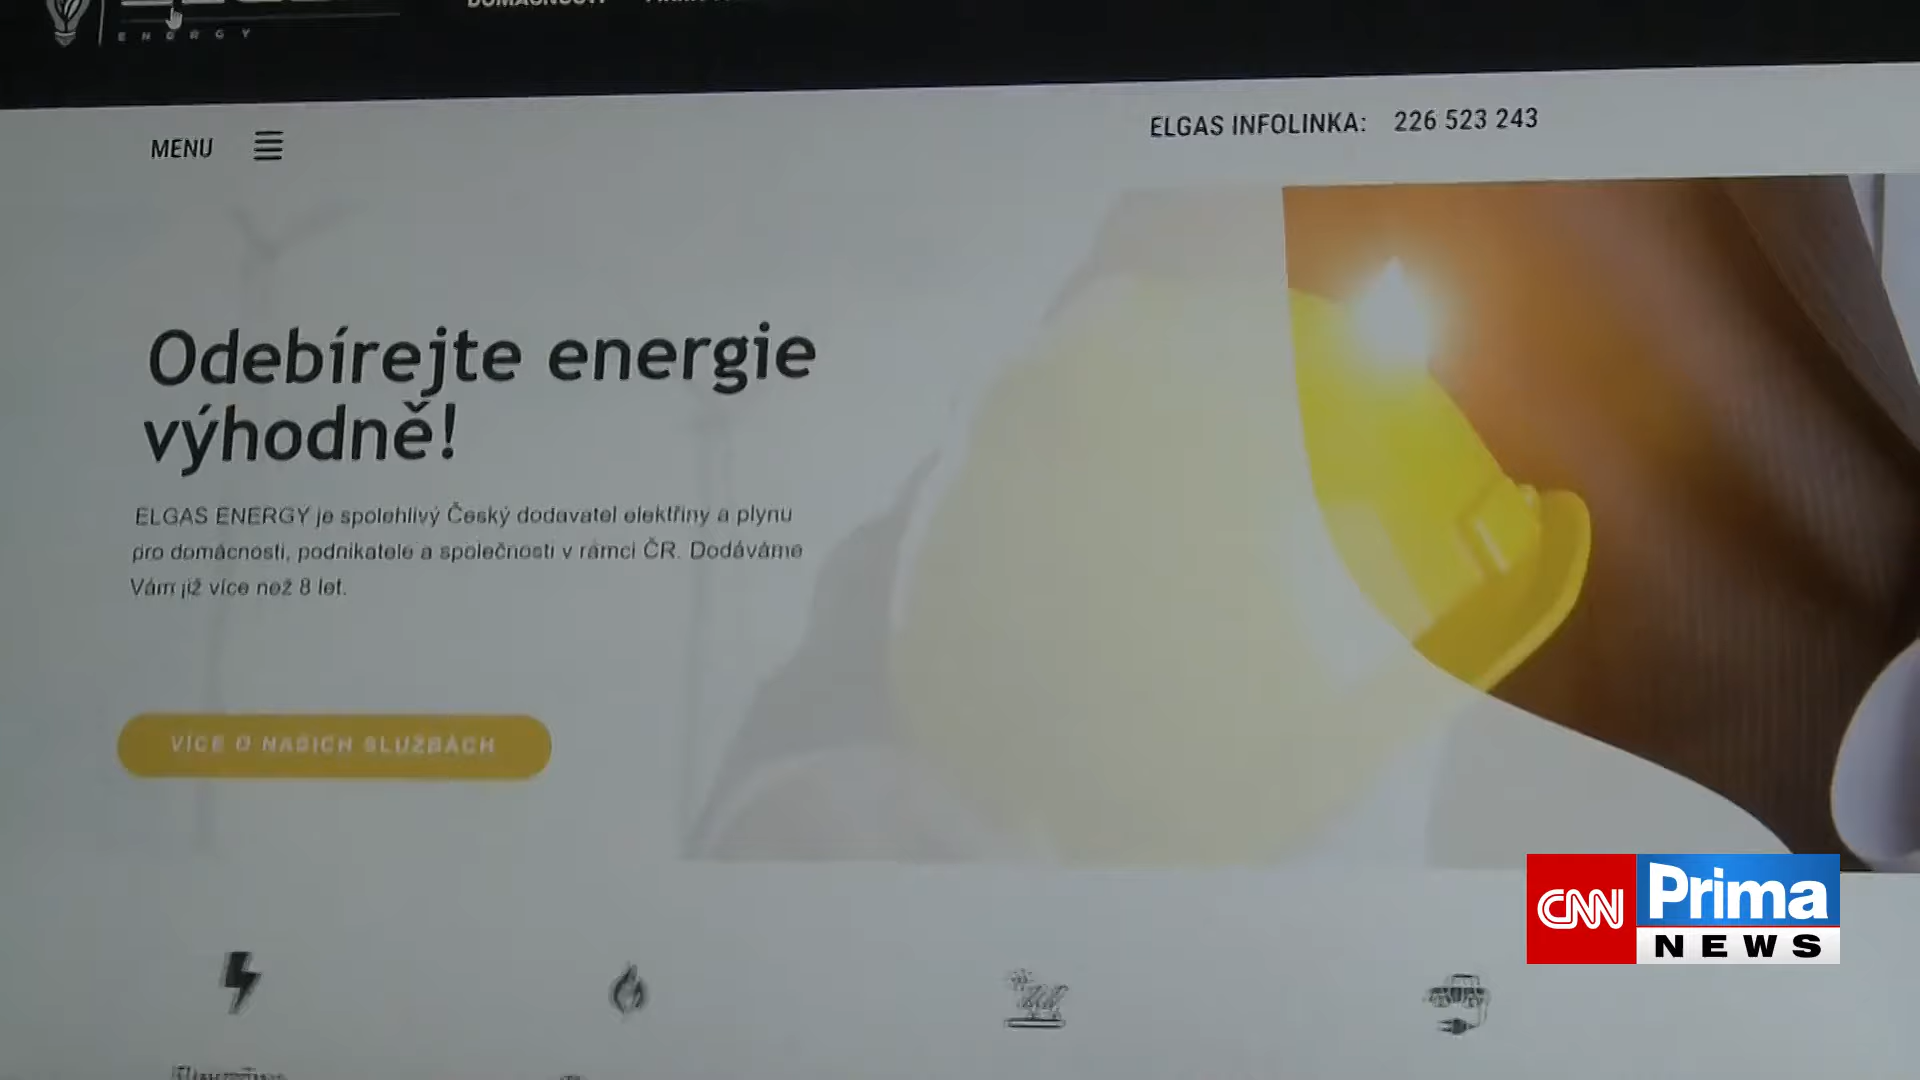 ENERGY
MENU
ELGAS INFOLINKA: 226 523 243
Odebírejte energie
výhodně!
ELGAS ENERGY je spolehlivý Český dodavatel elektřiny a plynu
pro domácnosti, podnikatele a společnosti v rámci ČR. Dodáváme
Vám již více než 8 let.
VÍCE O NAŠICH SLUŽBÁCH
CNN Prima
NEWS